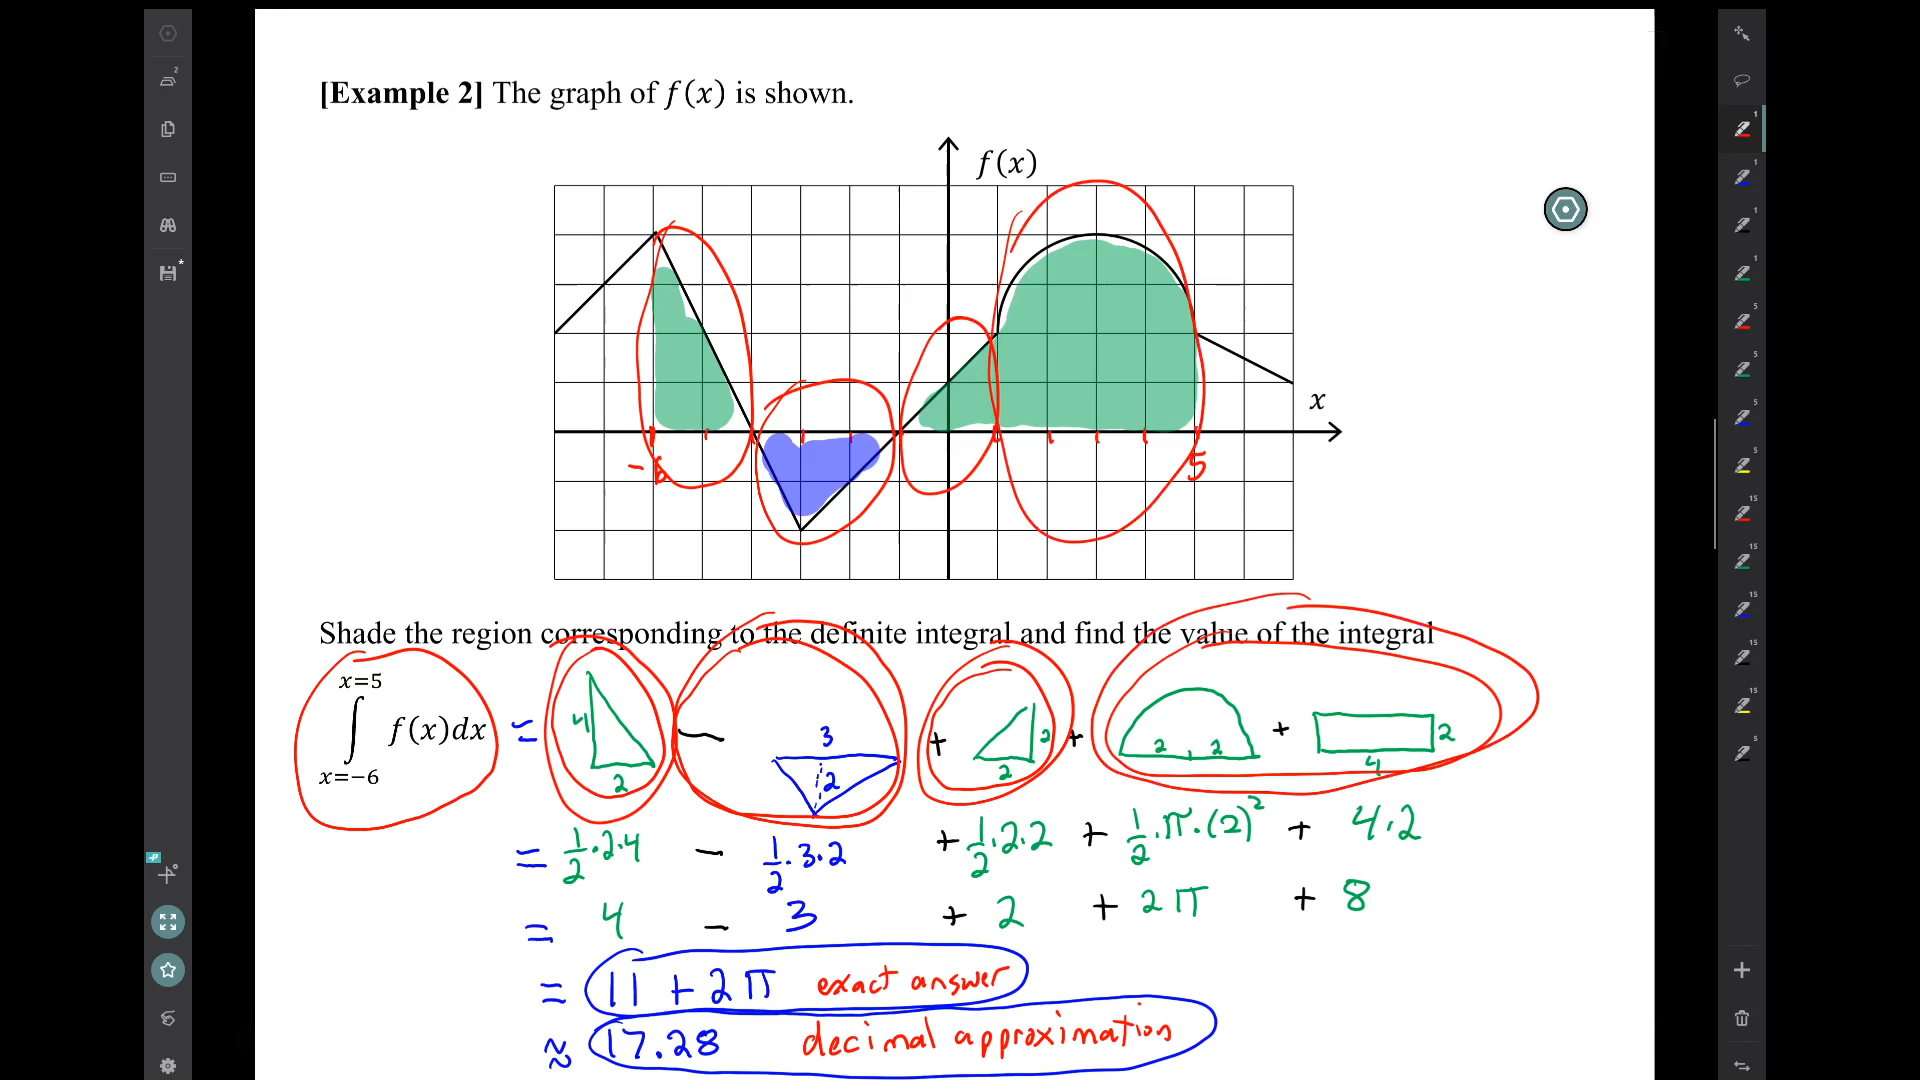 [Example 2] The graph of f(x) is shown.
f(x)
x
-6
5
Shade the region corresponding to the definite integral and find the value of the integral
x=5
∫ f(x)dx = 4 2 − 3 2 + 2 2 + 2 2 + 2 4
x=−6
= 1/2·2·4 − 1/2·3·2 + 1/2·2·2 + 1/2·π·(2)² + 4·2
= 4 − 3 + 2 + 2π + 8
= 11 + 2π exact answer
≈ 17.28 decimal approximation